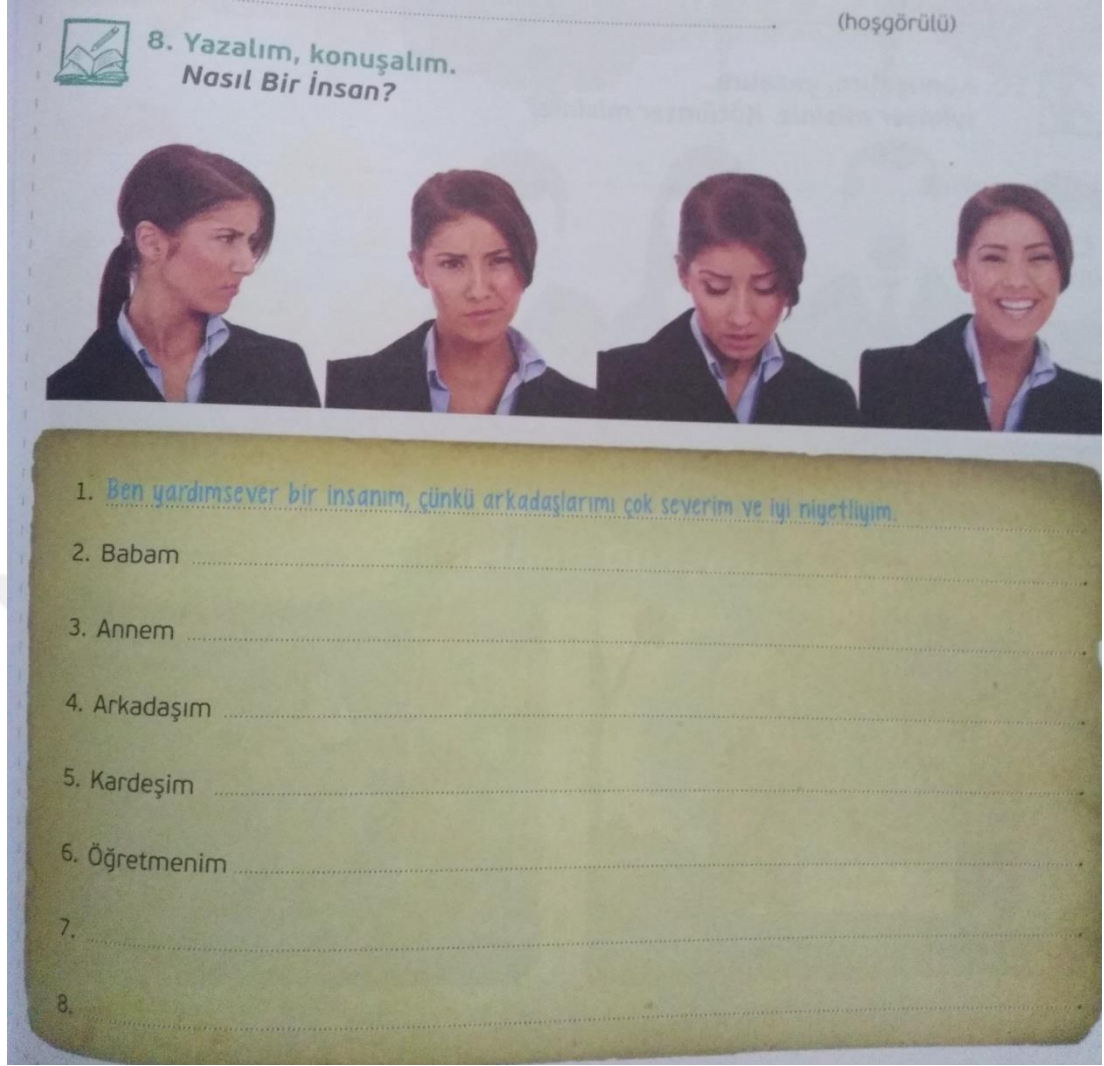 (hoşgörülü)
8. Yazalım, konuşalım.
Nasıl Bir İnsan?
1. Ben yardımsever bir insanım, çünkü arkadaşlarımı çok severim ve iyi niyetliyim.
2. Babam
3. Annem
4. Arkadaşım
5. Kardeşim
6. Öğretmenim
7.
8.